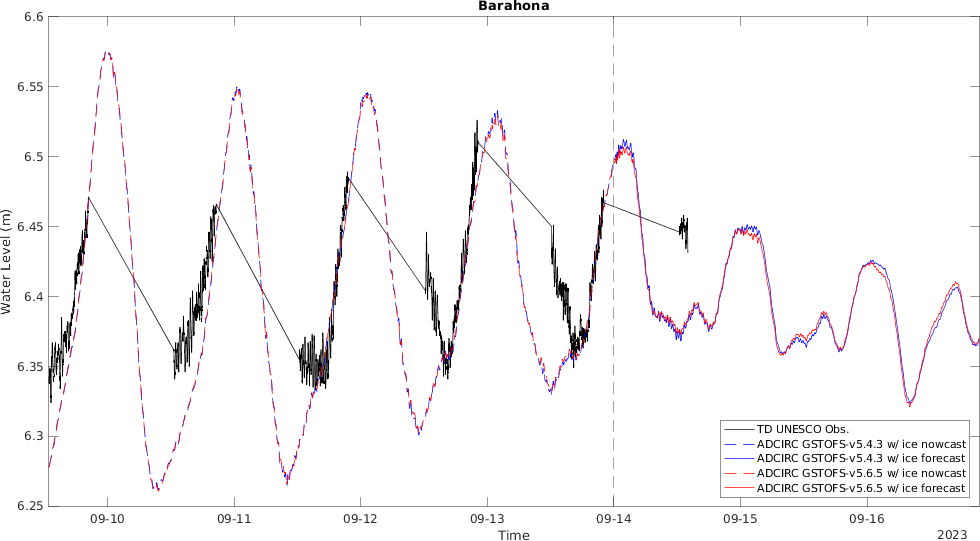 Barahona
6.6
6.55
6.5
6.45
6.4
6.35
6.3
6.25
Water Level (m)
09-10 09-11 09-12 09-13 09-14 09-15 09-16
Time
2023
TD UNESCO Obs.
ADCIRC GSTOFS-v5.4.3 w/ ice nowcast
ADCIRC GSTOFS-v5.4.3 w/ ice forecast
ADCIRC GSTOFS-v5.6.5 w/ ice nowcast
ADCIRC GSTOFS-v5.6.5 w/ ice forecast